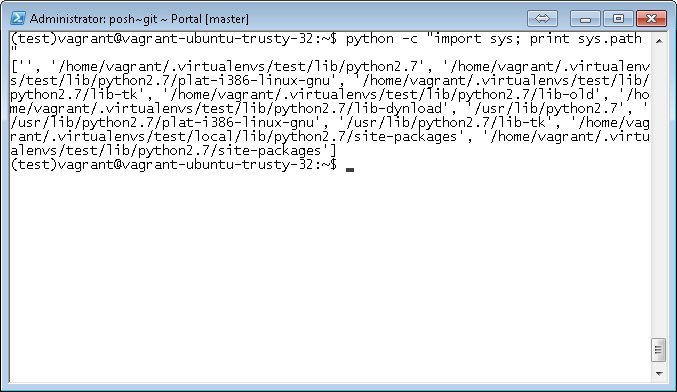 Administrator: posh~git ~ Portal [master]
(test)vagrant@vagrant-ubuntu-trusty-32:~$ python -c "import sys; print sys.path
"
['', '/home/vagrant/.virtualenvs/test/lib/python2.7', '/home/vagrant/.virtualenv
s/test/lib/python2.7/plat-i386-linux-gnu', '/home/vagrant/.virtualenvs/test/lib/
python2.7/lib-tk', '/home/vagrant/.virtualenvs/test/lib/python2.7/lib-old', '/ho
me/vagrant/.virtualenvs/test/lib/python2.7/lib-dynload', '/usr/lib/python2.7', '
/usr/lib/python2.7/plat-i386-linux-gnu', '/usr/lib/python2.7/lib-tk', '/home/vag
rant/.virtualenvs/test/local/lib/python2.7/site-packages', '/home/vagrant/.virtu
alenvs/test/lib/python2.7/site-packages']
(test)vagrant@vagrant-ubuntu-trusty-32:~$